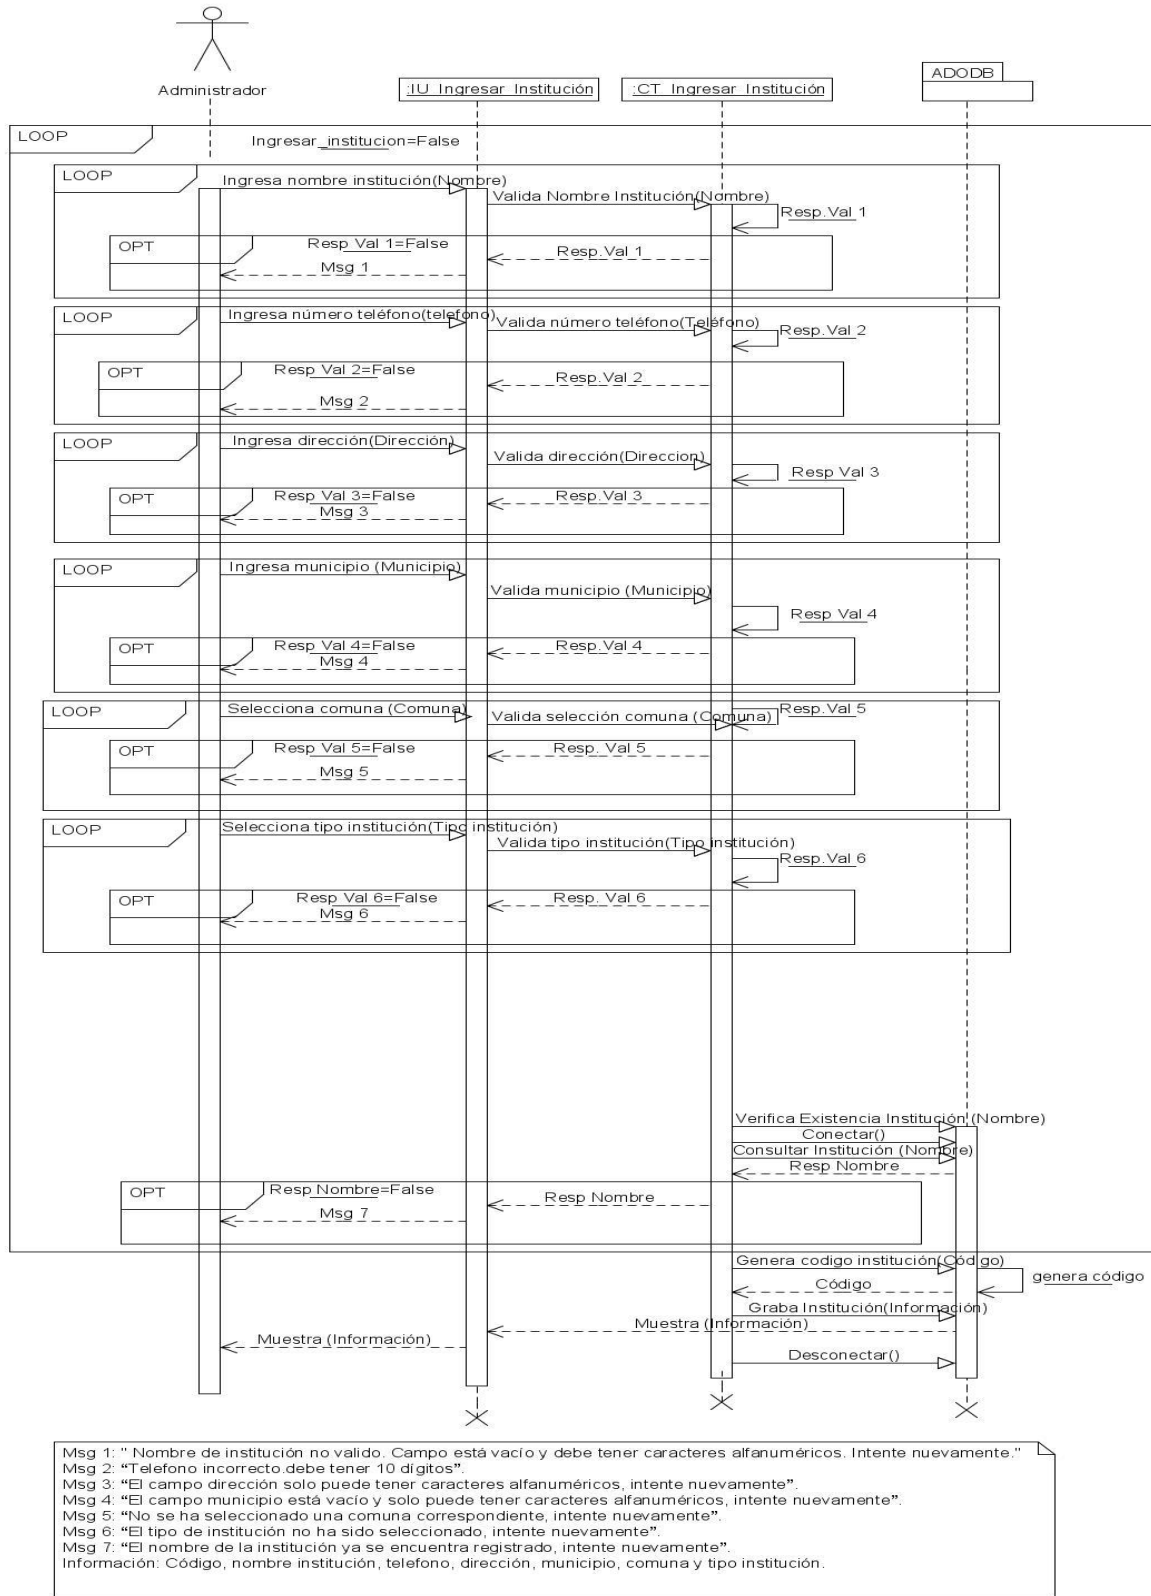 Administrador
:IU_Ingresar_Institución
:CT_Ingresar_Institución
ADODB
LOOP
Ingresar_institucion=False
LOOP
Ingresa nombre institución(Nombre)
Valida Nombre Institución(Nombre)
Resp.Val 1
OPT
Resp Val 1=False
Resp.Val 1
Msg 1
LOOP
Ingresa número teléfono(telefono)
Valida número teléfono(Teléfono)
Resp.Val 2
OPT
Resp Val 2=False
Resp.Val 2
Msg 2
LOOP
Ingresa dirección(Dirección)
Valida dirección(Direccion)
Resp Val 3
OPT
Resp Val 3=False
Resp.Val 3
Msg 3
LOOP
Ingresa municipio (Municipio)
Valida municipio (Municipio)
Resp Val 4
OPT
Resp Val 4=False
Resp.Val 4
Msg 4
LOOP
Selecciona comuna (Comuna)
Valida selección comuna (Comuna)
Resp.Val 5
OPT
Resp Val 5=False
Resp. Val 5
Msg 5
LOOP
Selecciona tipo institución(Tipo institución)
Valida tipo institución(Tipo institución)
Resp.Val 6
OPT
Resp Val 6=False
Resp. Val 6
Msg 6
Verifica Existencia Institución (Nombre)
Conectar()
Consultar Institución (Nombre)
Resp Nombre
OPT
Resp Nombre=False
Resp Nombre
Msg 7
Genera codigo institución(Código)
genera código
Código
Graba Institución(Información)
Muestra (Información)
Muestra (Información)
Desconectar()
Msg 1: " Nombre de institución no valido. Campo está vacío y debe tener caracteres alfanuméricos. Intente nuevamente."
Msg 2: “Telefono incorrecto.debe tener 10 dígitos”.
Msg 3: “El campo dirección solo puede tener caracteres alfanuméricos, intente nuevamente”.
Msg 4: “El campo municipio está vacío y solo puede tener caracteres alfanuméricos, intente nuevamente”.
Msg 5: “No se ha seleccionado una comuna correspondiente, intente nuevamente”.
Msg 6: “El tipo de institución no ha sido seleccionado, intente nuevamente”.
Msg 7: “El nombre de la institución ya se encuentra registrado, intente nuevamente”.
Información: Código, nombre institución, telefono, dirección, municipio, comuna y tipo institución.